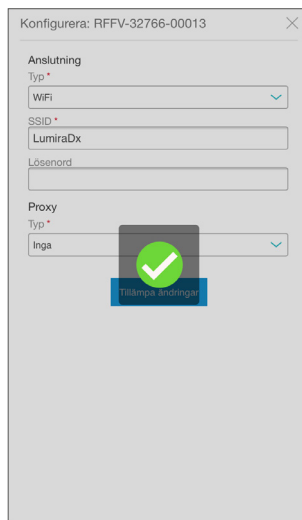 Konfigurera: RFFV-32766-00013
Anslutning
Typ *
WiFi
SSID *
LumiraDx
Lösenord
Proxy
Typ *
Inga
Tillämpa ändringar